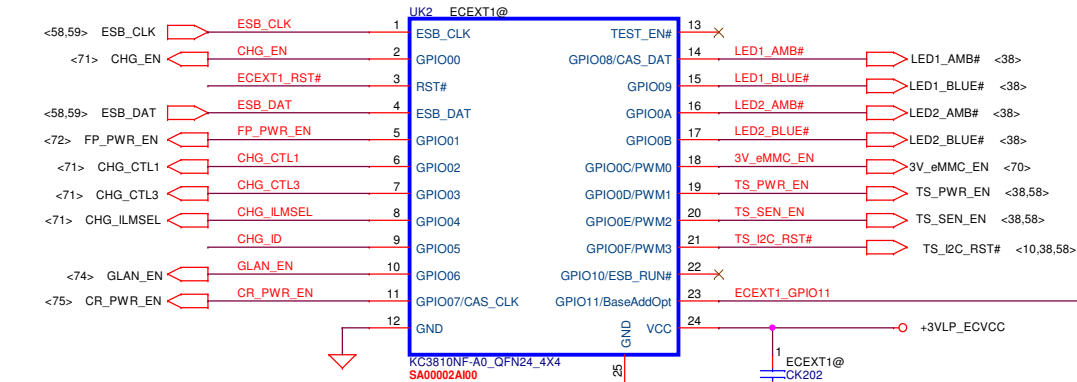 UK2 ECEXT1@
<58,59> ESB_CLK ESB_CLK 1 ESB_CLK TEST_EN# 13
<71> CHG_EN CHG_EN 2 GPIO00 GPIO08/CAS_DAT 14 LED1_AMB# LED1_AMB# <38>
ECEXT1_RST# 3 RST# GPIO09 15 LED1_BLUE# LED1_BLUE# <38>
<58,59> ESB_DAT ESB_DAT 4 ESB_DAT GPIO0A 16 LED2_AMB# LED2_AMB# <38>
<72> FP_PWR_EN FP_PWR_EN 5 GPIO01 GPIO0B 17 LED2_BLUE# LED2_BLUE# <38>
<71> CHG_CTL1 CHG_CTL1 6 GPIO02 GPIO0C/PWM0 18 3V_eMMC_EN 3V_eMMC_EN <70>
<71> CHG_CTL3 CHG_CTL3 7 GPIO03 GPIO0D/PWM1 19 TS_PWR_EN TS_PWR_EN <38,58>
<71> CHG_ILMSEL CHG_ILMSEL 8 GPIO04 GPIO0E/PWM2 20 TS_SEN_EN TS_SEN_EN <38,58>
CHG_ID 9 GPIO05 GPIO0F/PWM3 21 TS_I2C_RST# TS_I2C_RST# <10,38,58>
<74> GLAN_EN GLAN_EN 10 GPIO06 GPIO10/ESB_RUN# 22
<75> CR_PWR_EN CR_PWR_EN 11 GPIO07/CAS_CLK GPIO11/BaseAddOpt 23 ECEXT1_GPIO11
12 GND GND VCC 24 +3VLP_ECVCC
KC3810NF-A0_QFN24_4X4 25 1 ECEXT1@
SA00002AI00 CK202